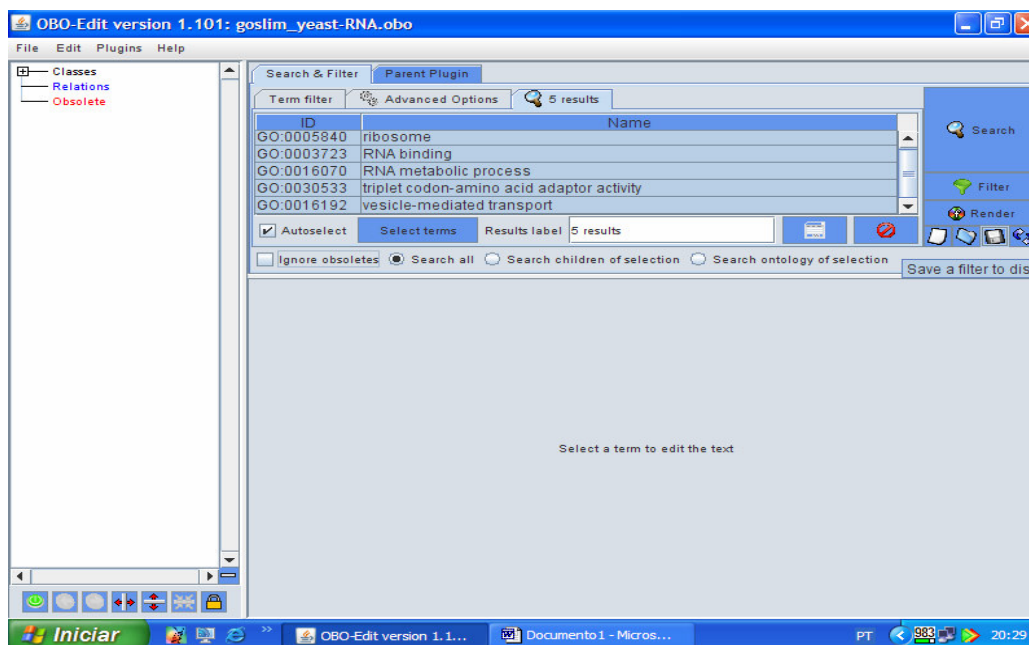 OBO-Edit version 1.101: goslim_yeast-RNA.obo
File Edit Plugins Help
Classes
Relations
Obsolete
Search & Filter Parent Plugin
Term filter Advanced Options 5 results
ID Name
GO:0005840 ribosome
GO:0003723 RNA binding
GO:0016070 RNA metabolic process
GO:0030533 triplet codon-amino acid adaptor activity
GO:0016192 vesicle-mediated transport
Search
Filter
Render
Autoselect Select terms Results label 5 results
Ignore obsoletes Search all Search children of selection Search ontology of selection
Save a filter to dis
Select a term to edit the text
Iniciar OBO-Edit version 1.1... Documento1 - Micros... PT 983 20:29